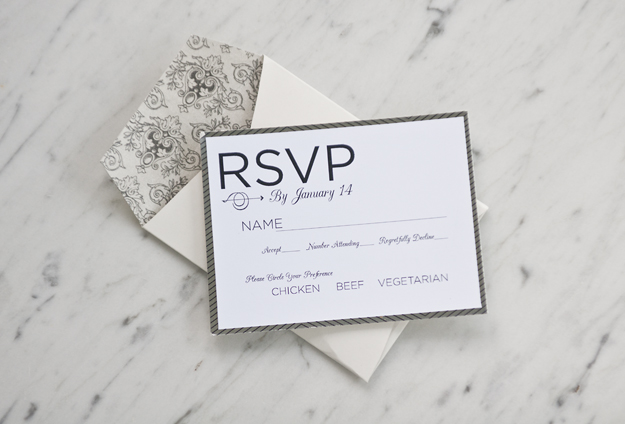 RSVP
By January 14
NAME
Accept Number Attending Regretfully Decline
Please Circle Your Preference
CHICKEN BEEF VEGETARIAN